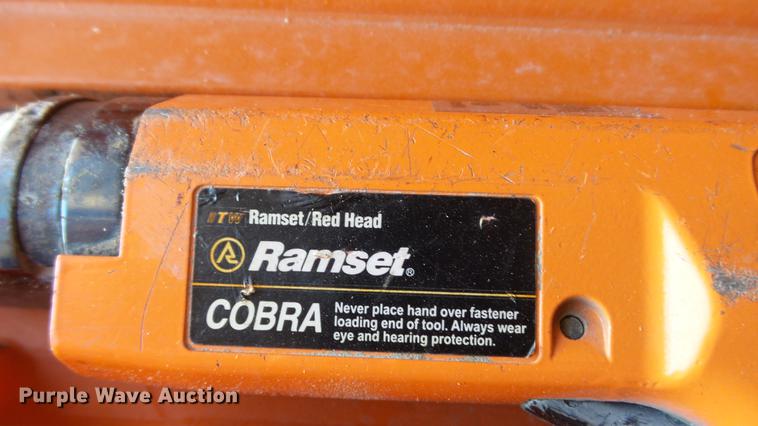 ITW Ramset/Red Head
Ramset®
COBRA
Never place hand over fastener
loading end of tool. Always wear
eye and hearing protection.
Purple Wave Auction